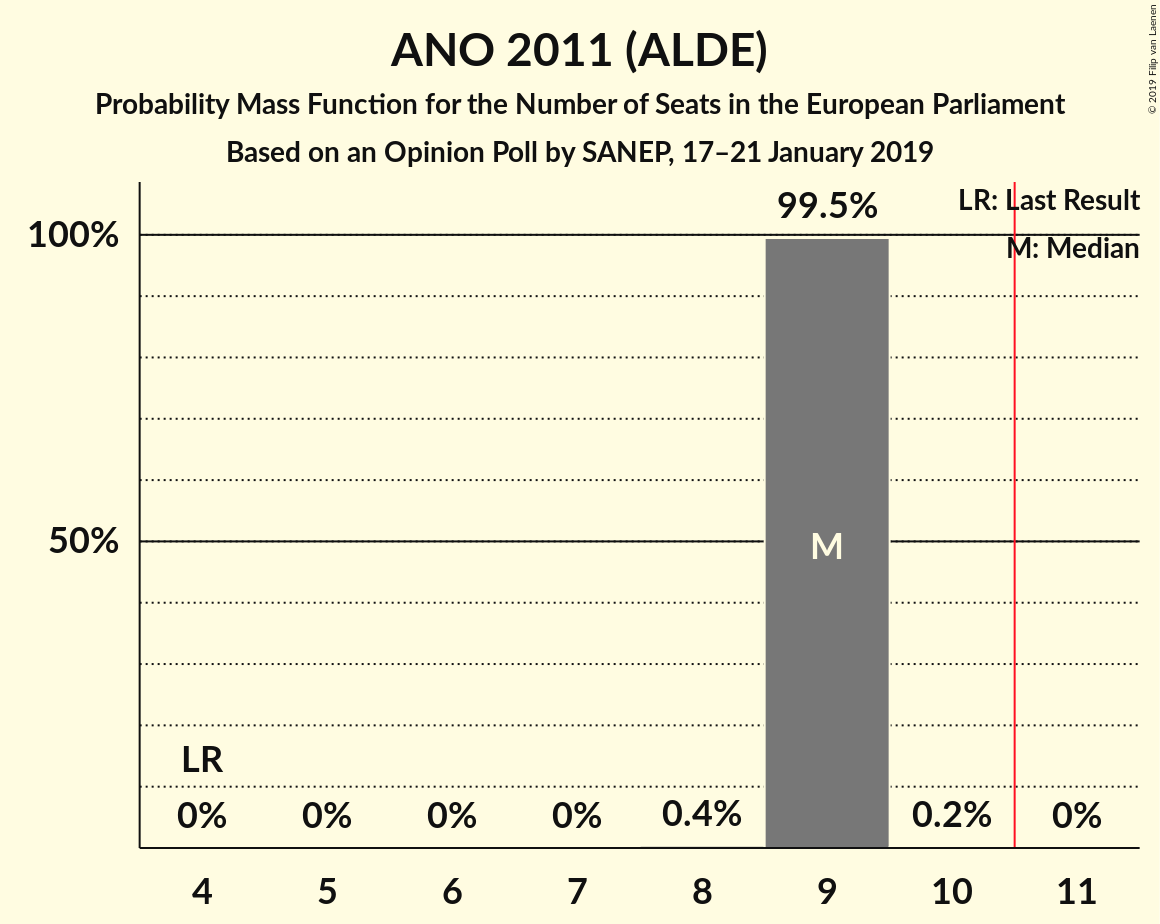 ANO 2011 (ALDE)
Probability Mass Function for the Number of Seats in the European Parliament
Based on an Opinion Poll by SANEP, 17–21 January 2019
© 2019 Filip van Laenen
LR: Last Result
M: Median
100%
50%
99.5%
M
LR
0% 0% 0% 0% 0.4% 0.2% 0%
4 5 6 7 8 9 10 11